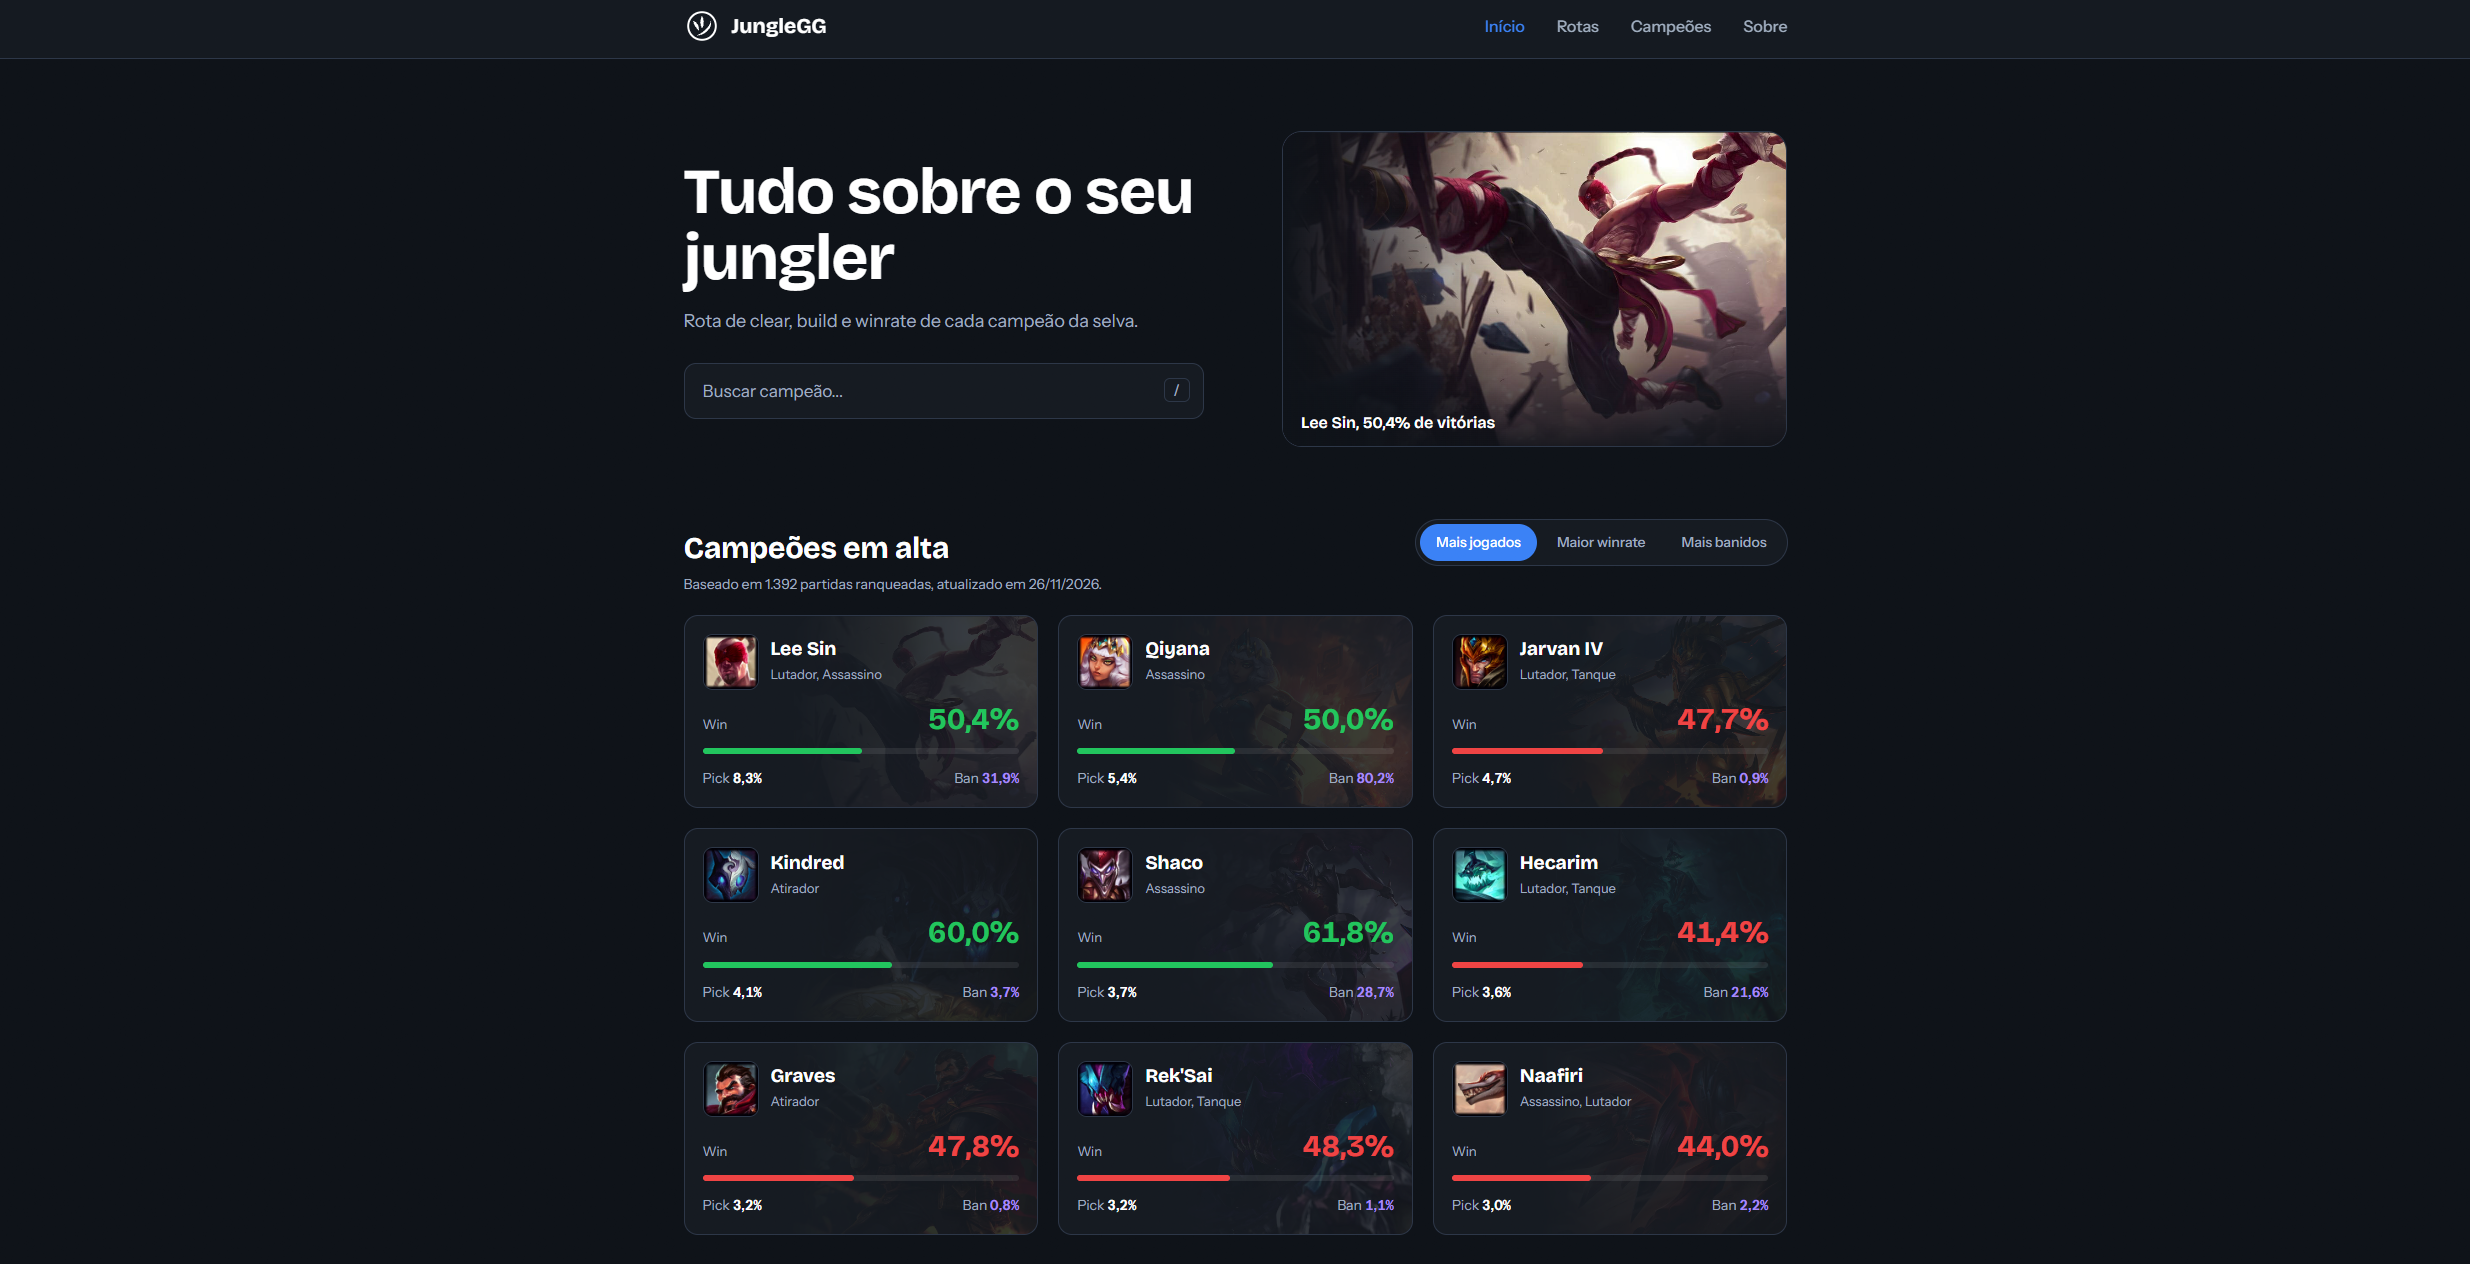 JungleGG
Início Rotas Campeões Sobre
Tudo sobre o seu
jungler
Rota de clear, build e winrate de cada campeão da selva.
Buscar campeão... /
Lee Sin, 50,4% de vitórias
Campeões em alta
Mais jogados Maior winrate Mais banidos
Baseado em 1.392 partidas ranqueadas, atualizado em 26/11/2026.
Lee Sin
Lutador, Assassino
Win 50,4%
Pick 8,3% Ban 31,9%
Qiyana
Assassino
Win 50,0%
Pick 5,4% Ban 80,2%
Jarvan IV
Lutador, Tanque
Win 47,7%
Pick 4,7% Ban 0,9%
Kindred
Atirador
Win 60,0%
Pick 4,1% Ban 3,7%
Shaco
Assassino
Win 61,8%
Pick 3,7% Ban 28,7%
Hecarim
Lutador, Tanque
Win 41,4%
Pick 3,6% Ban 21,6%
Graves
Atirador
Win 47,8%
Pick 3,2% Ban 0,8%
Rek'Sai
Lutador, Tanque
Win 48,3%
Pick 3,2% Ban 1,1%
Naafiri
Assassino, Lutador
Win 44,0%
Pick 3,0% Ban 2,2%